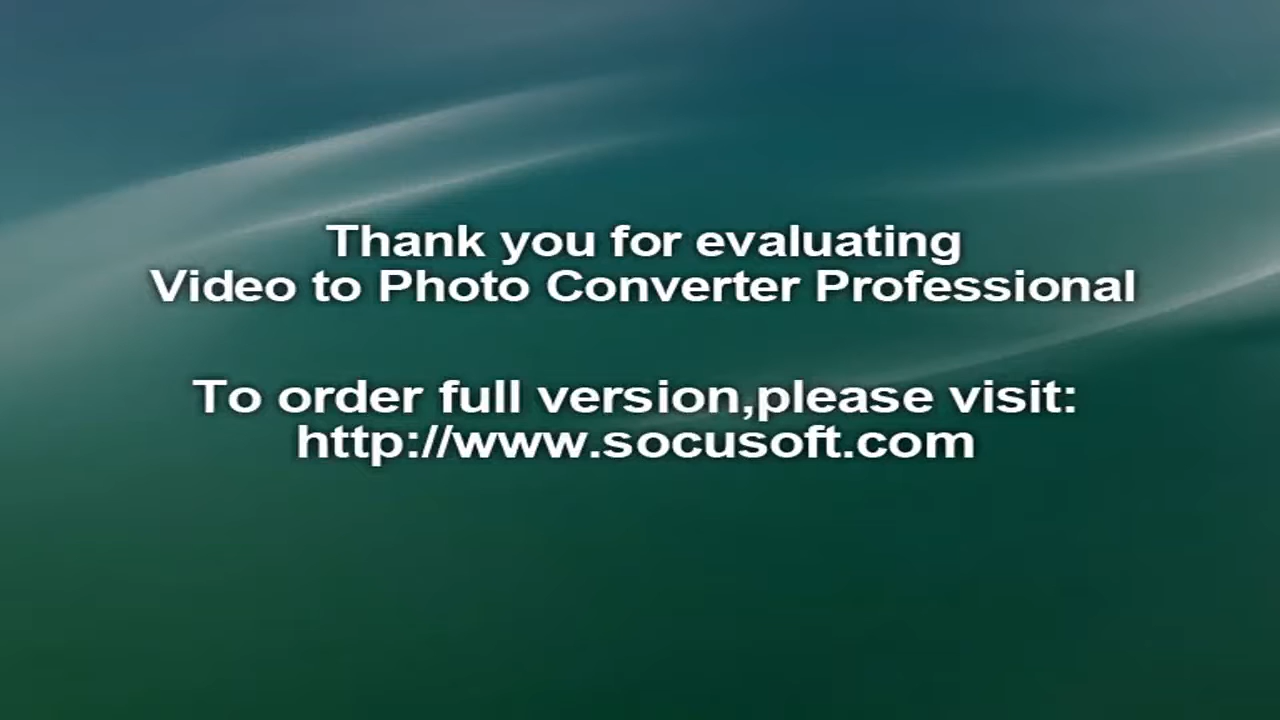 Thank you for evaluating
Video to Photo Converter Professional
To order full version,please visit:
http://www.socusoft.com